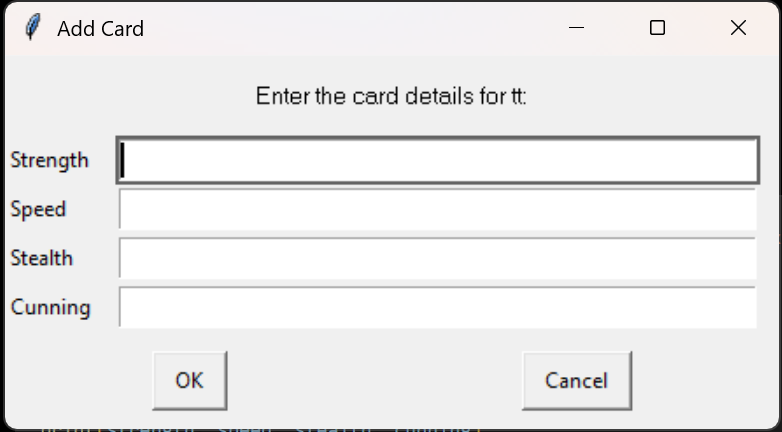 Add Card
Enter the card details for tt:
Strength
Speed
Stealth
Cunning
OK Cancel